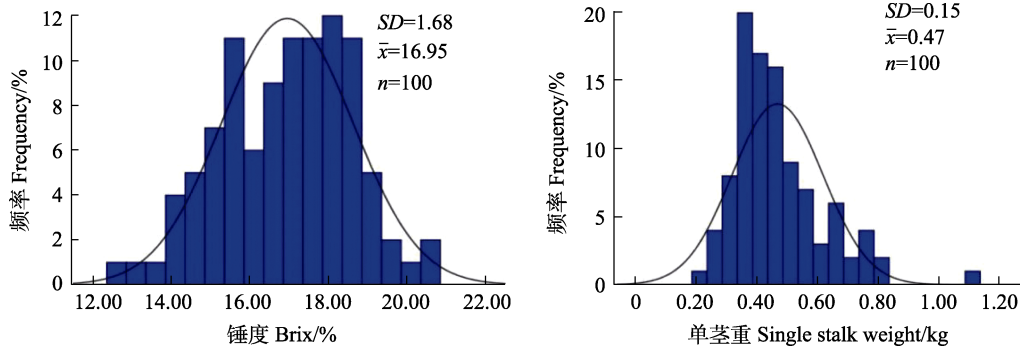 12
10
8
6
4
2
0
频率 Frequency/%
SD=1.68
x̄=16.95
n=100
12.00 14.00 16.00 18.00 20.00 22.00
锤度 Brix/%
20
15
10
5
0
频率 Frequency/%
SD=0.15
x̄=0.47
n=100
0 0.20 0.40 0.60 0.80 1.00 1.20
单茎重 Single stalk weight/kg